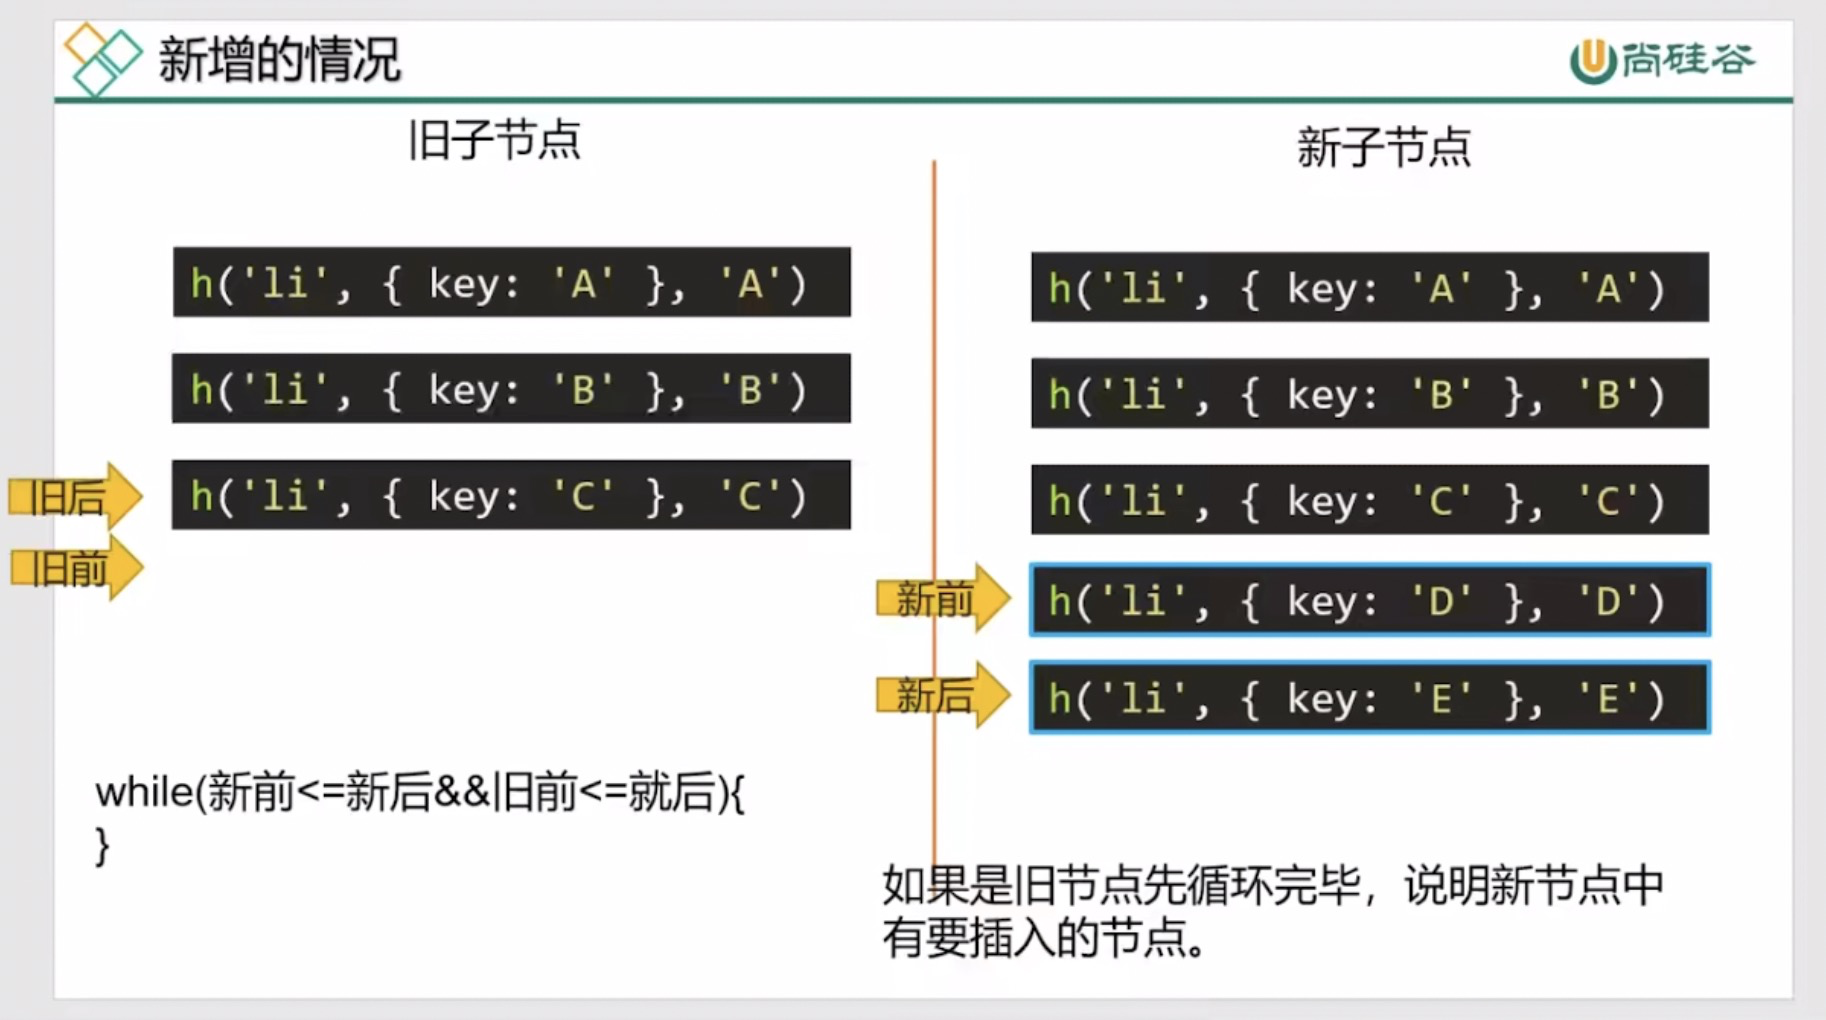 新增的情况
尚硅谷
旧子节点
新子节点
h('li', { key: 'A' }, 'A')
h('li', { key: 'B' }, 'B')
旧后
h('li', { key: 'C' }, 'C')
旧前
h('li', { key: 'A' }, 'A')
h('li', { key: 'B' }, 'B')
h('li', { key: 'C' }, 'C')
新前
h('li', { key: 'D' }, 'D')
新后
h('li', { key: 'E' }, 'E')
while(新前<=新后&&旧前<=就后){
}
如果是旧节点先循环完毕，说明新节点中
有要插入的节点。